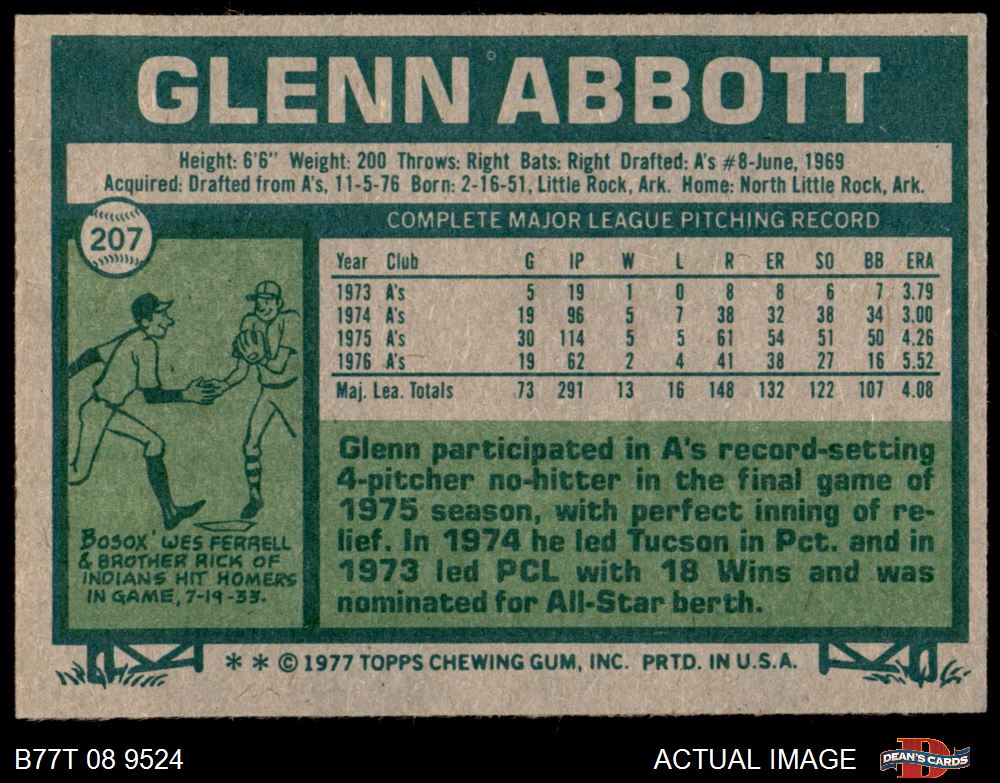 GLENN ABBOTT
Height: 6'6" Weight: 200 Throws: Right Bats: Right Drafted: A's #8-June, 1969
Acquired: Drafted from A's, 11-5-76 Born: 2-16-51, Little Rock, Ark. Home: North Little Rock, Ark.
207
COMPLETE MAJOR LEAGUE PITCHING RECORD
Year Club G IP W L R ER SO BB ERA
1973 A's 5 19 1 0 8 8 6 7 3.79
1974 A's 19 96 5 7 38 32 38 34 3.00
1975 A's 30 114 5 5 61 54 51 50 4.26
1976 A's 19 62 2 4 41 38 27 16 5.52
Maj. Lea. Totals 73 291 13 16 148 132 122 107 4.08
BOSOX' WES FERRELL
& BROTHER RICK OF
INDIANS HIT HOMERS
IN GAME, 7-19-33.
Glenn participated in A's record-setting
4-pitcher no-hitter in the final game of
1975 season, with perfect inning of re-
lief. In 1974 he led Tucson in Pct. and in
1973 led PCL with 18 Wins and was
nominated for All-Star berth.
* * © 1977 TOPPS CHEWING GUM, INC. PRTD. IN U.S.A.
B77T 08 9524
ACTUAL IMAGE
D
DEAN'S CARDS